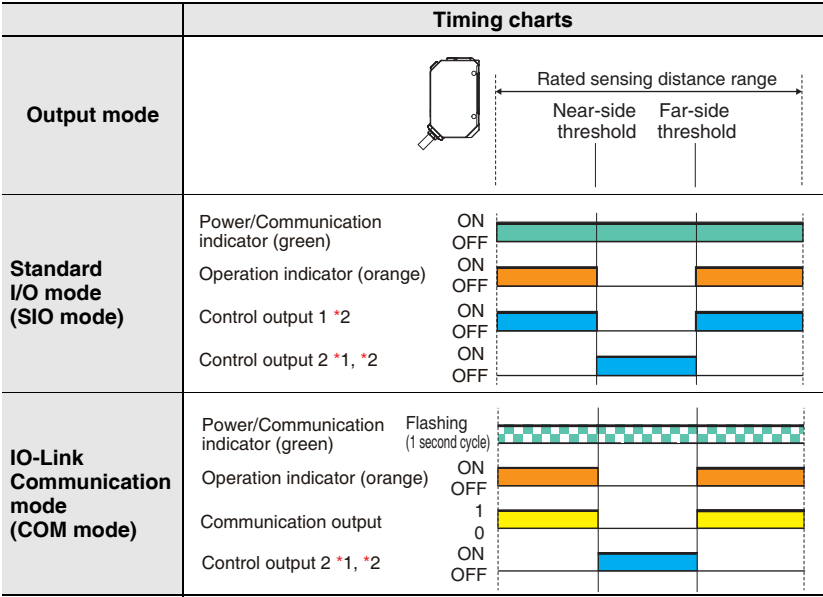 Timing charts
Output mode
Rated sensing distance range
Near-side
threshold
Far-side
threshold
Standard
I/O mode
(SIO mode)
Power/Communication
indicator (green)
ON
OFF
Operation indicator (orange)
ON
OFF
Control output 1 *2
ON
OFF
Control output 2 *1, *2
ON
OFF
IO-Link
Communication
mode
(COM mode)
Power/Communication
indicator (green)
Flashing
(1 second cycle)
Operation indicator (orange)
ON
OFF
Communication output
1
0
Control output 2 *1, *2
ON
OFF